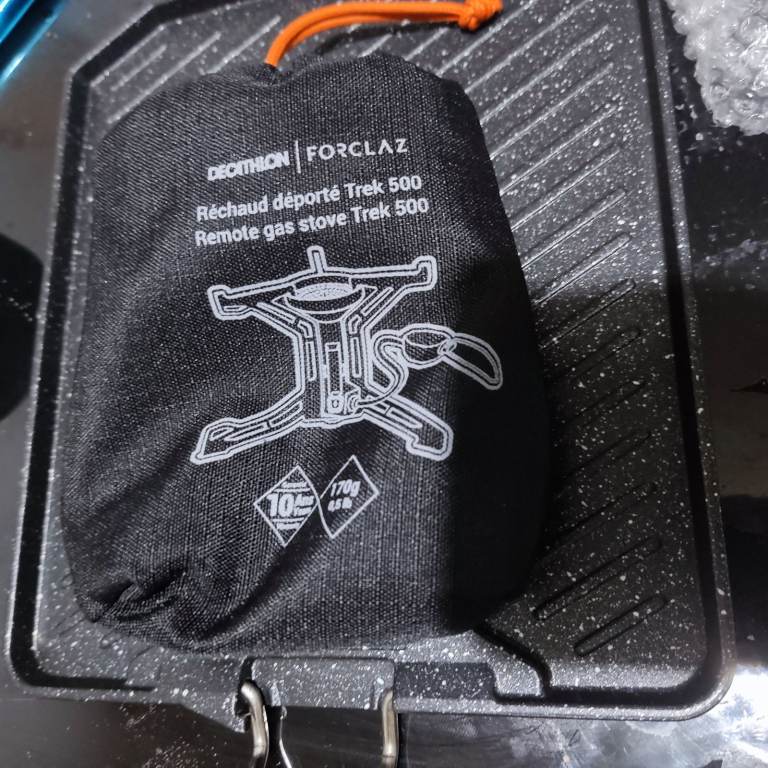 DECATHLON | FORCLAZ
Réchaud déporté Trek 500
Remote gas stove Trek 500
10
170g